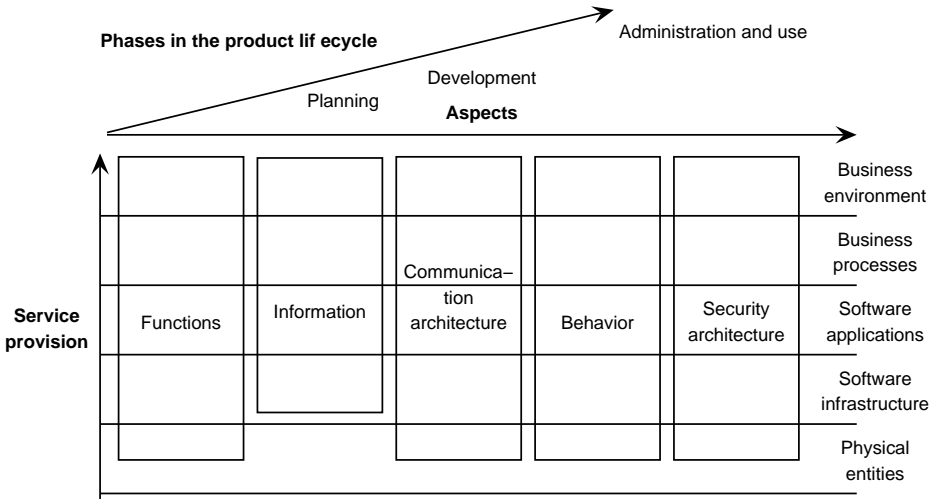 Administration and use
Phases in the product lif ecycle
Development
Planning
Aspects
Business
environment
Business
processes
Communica–
tion
architecture
Service
provision
Functions
Information
Behavior
Security
architecture
Software
applications
Software
infrastructure
Physical
entities